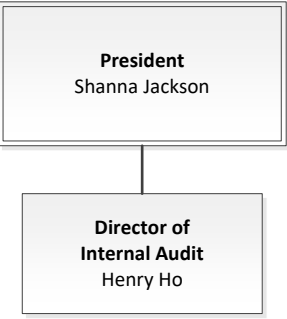 President
Shanna Jackson
Director of
Internal Audit
Henry Ho